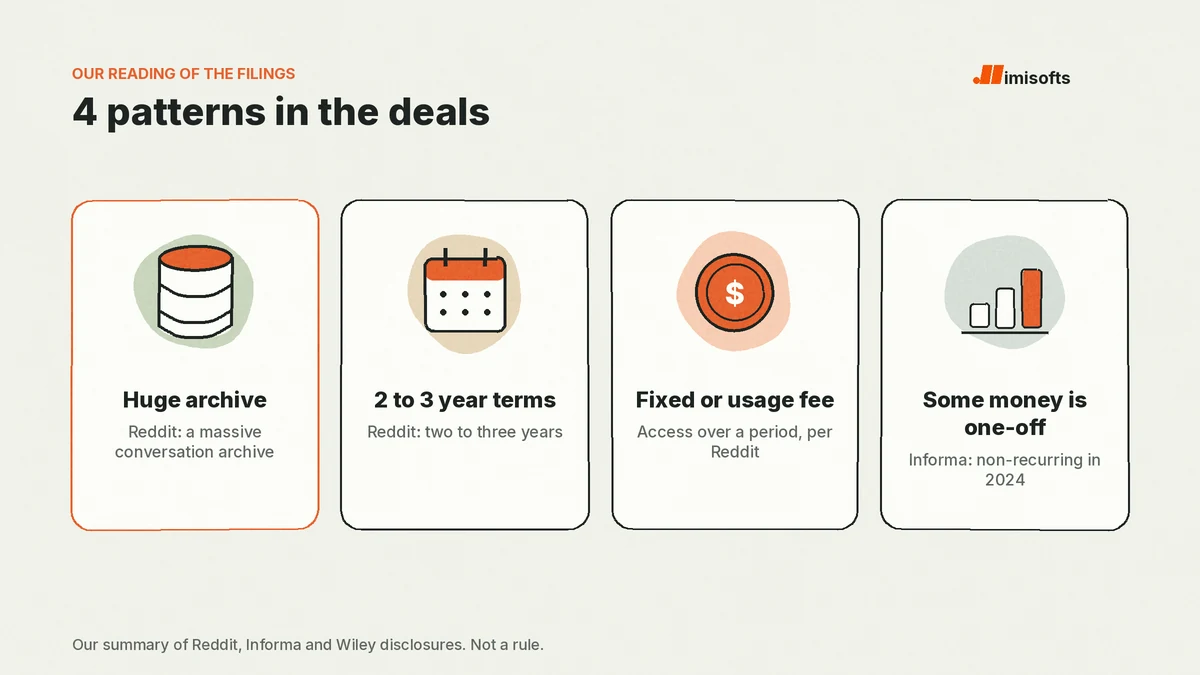 OUR READING OF THE FILINGS
4 patterns in the deals
imisofts
Huge archive
Reddit: a massive
conversation archive
2 to 3 year terms
Reddit: two to three years
$
Fixed or usage fee
Access over a period, per
Reddit
Some money is
one-off
Informa: non-recurring in
2024
Our summary of Reddit, Informa and Wiley disclosures. Not a rule.